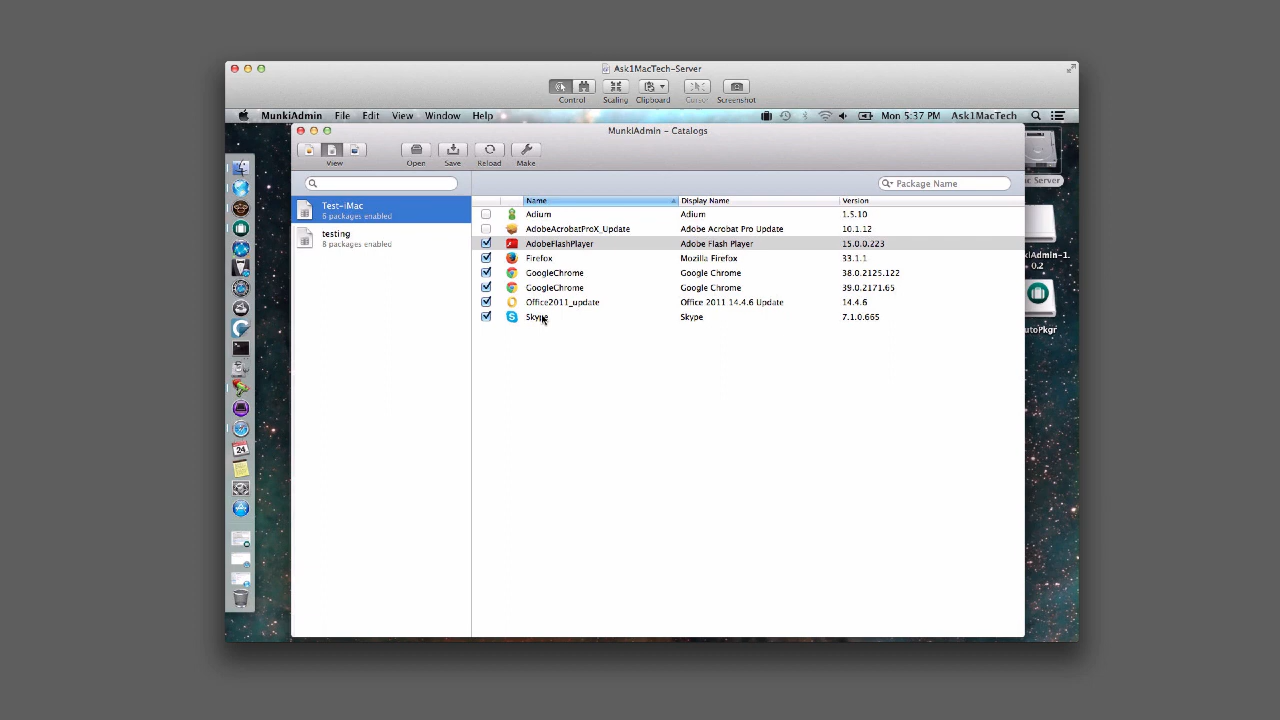 Ask1MacTech-Server
Control Scaling Clipboard Cursor Screenshot
MunkiAdmin File Edit View Window Help Mon 5:37 PM Ask1MacTech
MunkiAdmin - Catalogs
View Open Save Reload Make
Package Name
Name Display Name Version
Test-iMac
6 packages enabled
testing
8 packages enabled
Adium Adium 1.5.10
AdobeAcrobatProX_Update Adobe Acrobat Pro Update 10.1.12
AdobeFlashPlayer Adobe Flash Player 15.0.0.223
Firefox Mozilla Firefox 33.1.1
GoogleChrome Google Chrome 38.0.2125.122
GoogleChrome Google Chrome 39.0.2171.65
Office2011_update Office 2011 14.4.6 Update 14.4.6
Skype Skype 7.1.0.665
Server
24